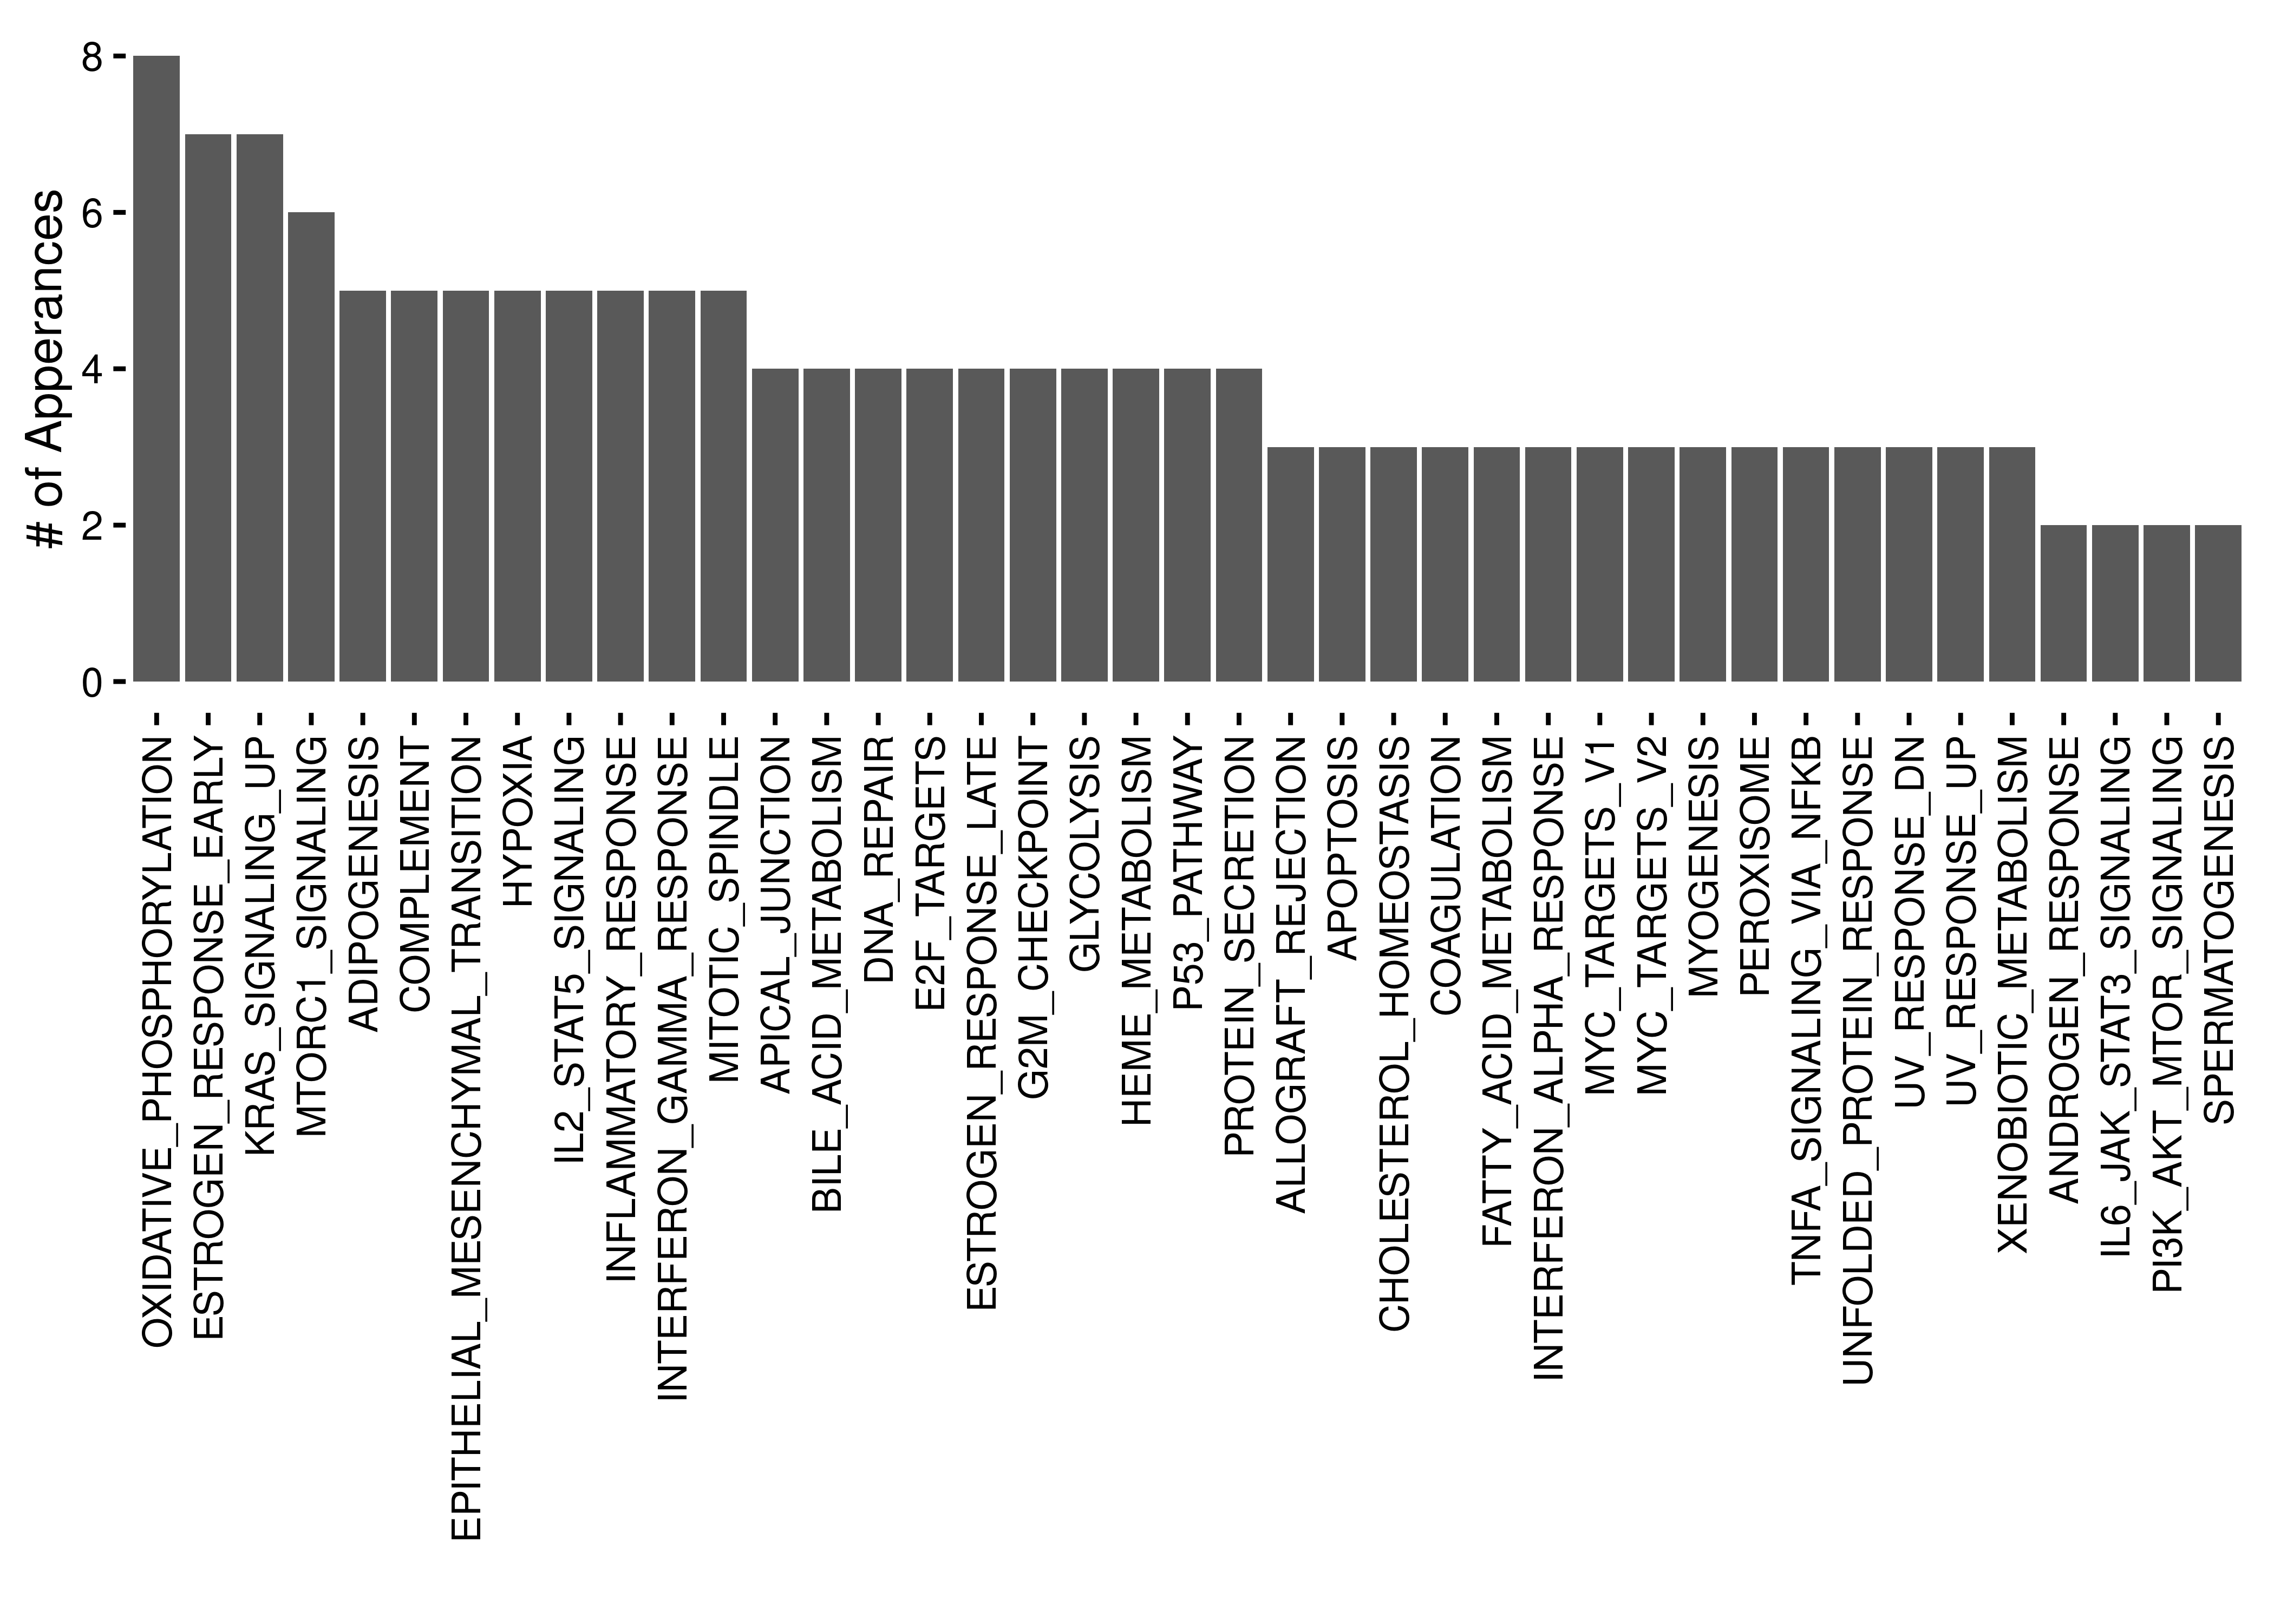 # of Apperances
8
6
4
2
0
OXIDATIVE_PHOSPHORYLATION
ESTROGEN_RESPONSE_EARLY
KRAS_SIGNALING_UP
MTORC1_SIGNALING
ADIPOGENESIS
COMPLEMENT
EPITHELIAL_MESENCHYMAL_TRANSITION
HYPOXIA
IL2_STAT5_SIGNALING
INFLAMMATORY_RESPONSE
INTERFERON_GAMMA_RESPONSE
MITOTIC_SPINDLE
APICAL_JUNCTION
BILE_ACID_METABOLISM
DNA_REPAIR
E2F_TARGETS
ESTROGEN_RESPONSE_LATE
G2M_CHECKPOINT
GLYCOLYSIS
HEME_METABOLISM
P53_PATHWAY
PROTEIN_SECRETION
ALLOGRAFT_REJECTION
APOPTOSIS
CHOLESTEROL_HOMEOSTASIS
COAGULATION
FATTY_ACID_METABOLISM
INTERFERON_ALPHA_RESPONSE
MYC_TARGETS_V1
MYC_TARGETS_V2
MYOGENESIS
PEROXISOME
TNFA_SIGNALING_VIA_NFKB
UNFOLDED_PROTEIN_RESPONSE
UV_RESPONSE_DN
UV_RESPONSE_UP
XENOBIOTIC_METABOLISM
ANDROGEN_RESPONSE
IL6_JAK_STAT3_SIGNALING
PI3K_AKT_MTOR_SIGNALING
SPERMATOGENESIS